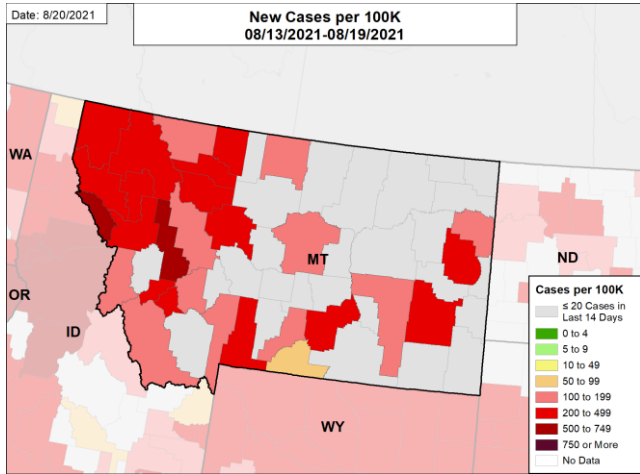 Date: 8/20/2021
New Cases per 100K
08/13/2021-08/19/2021
WA
MT
ND
OR
ID
WY
Cases per 100K
≤ 20 Cases in
Last 14 Days
0 to 4
5 to 9
10 to 49
50 to 99
100 to 199
200 to 499
500 to 749
750 or More
No Data